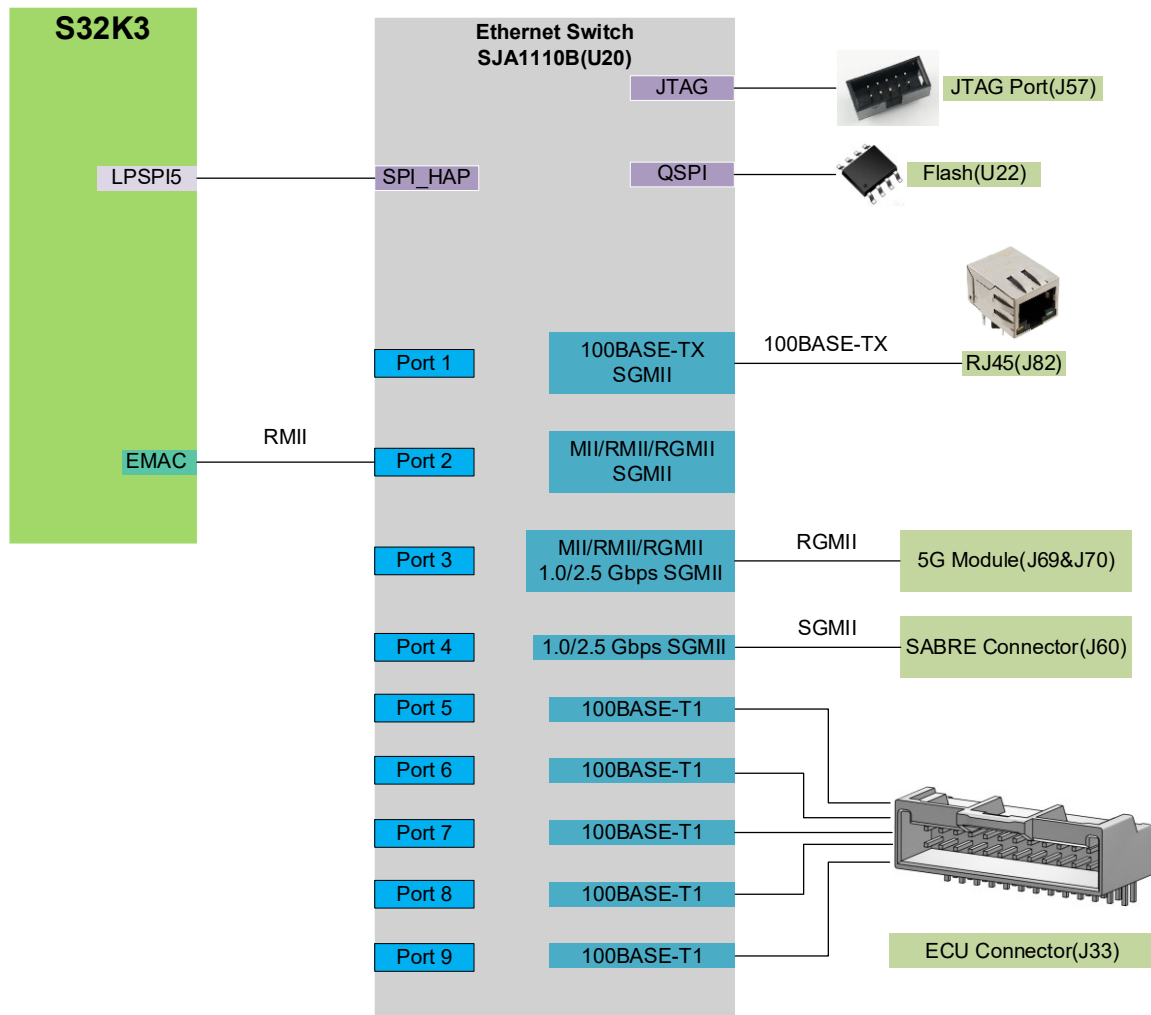 S32K3
Ethernet Switch
SJA1110B(U20)
JTAG
JTAG Port(J57)
LPSPI5
SPI_HAP
QSPI
Flash(U22)
Port 1
100BASE-TX
SGMII
100BASE-TX
RJ45(J82)
EMAC
RMII
Port 2
MII/RMII/RGMII
SGMII
Port 3
MII/RMII/RGMII
1.0/2.5 Gbps SGMII
RGMII
5G Module(J69&J70)
Port 4
1.0/2.5 Gbps SGMII
SGMII
SABRE Connector(J60)
Port 5
100BASE-T1
Port 6
100BASE-T1
Port 7
100BASE-T1
Port 8
100BASE-T1
Port 9
100BASE-T1
ECU Connector(J33)